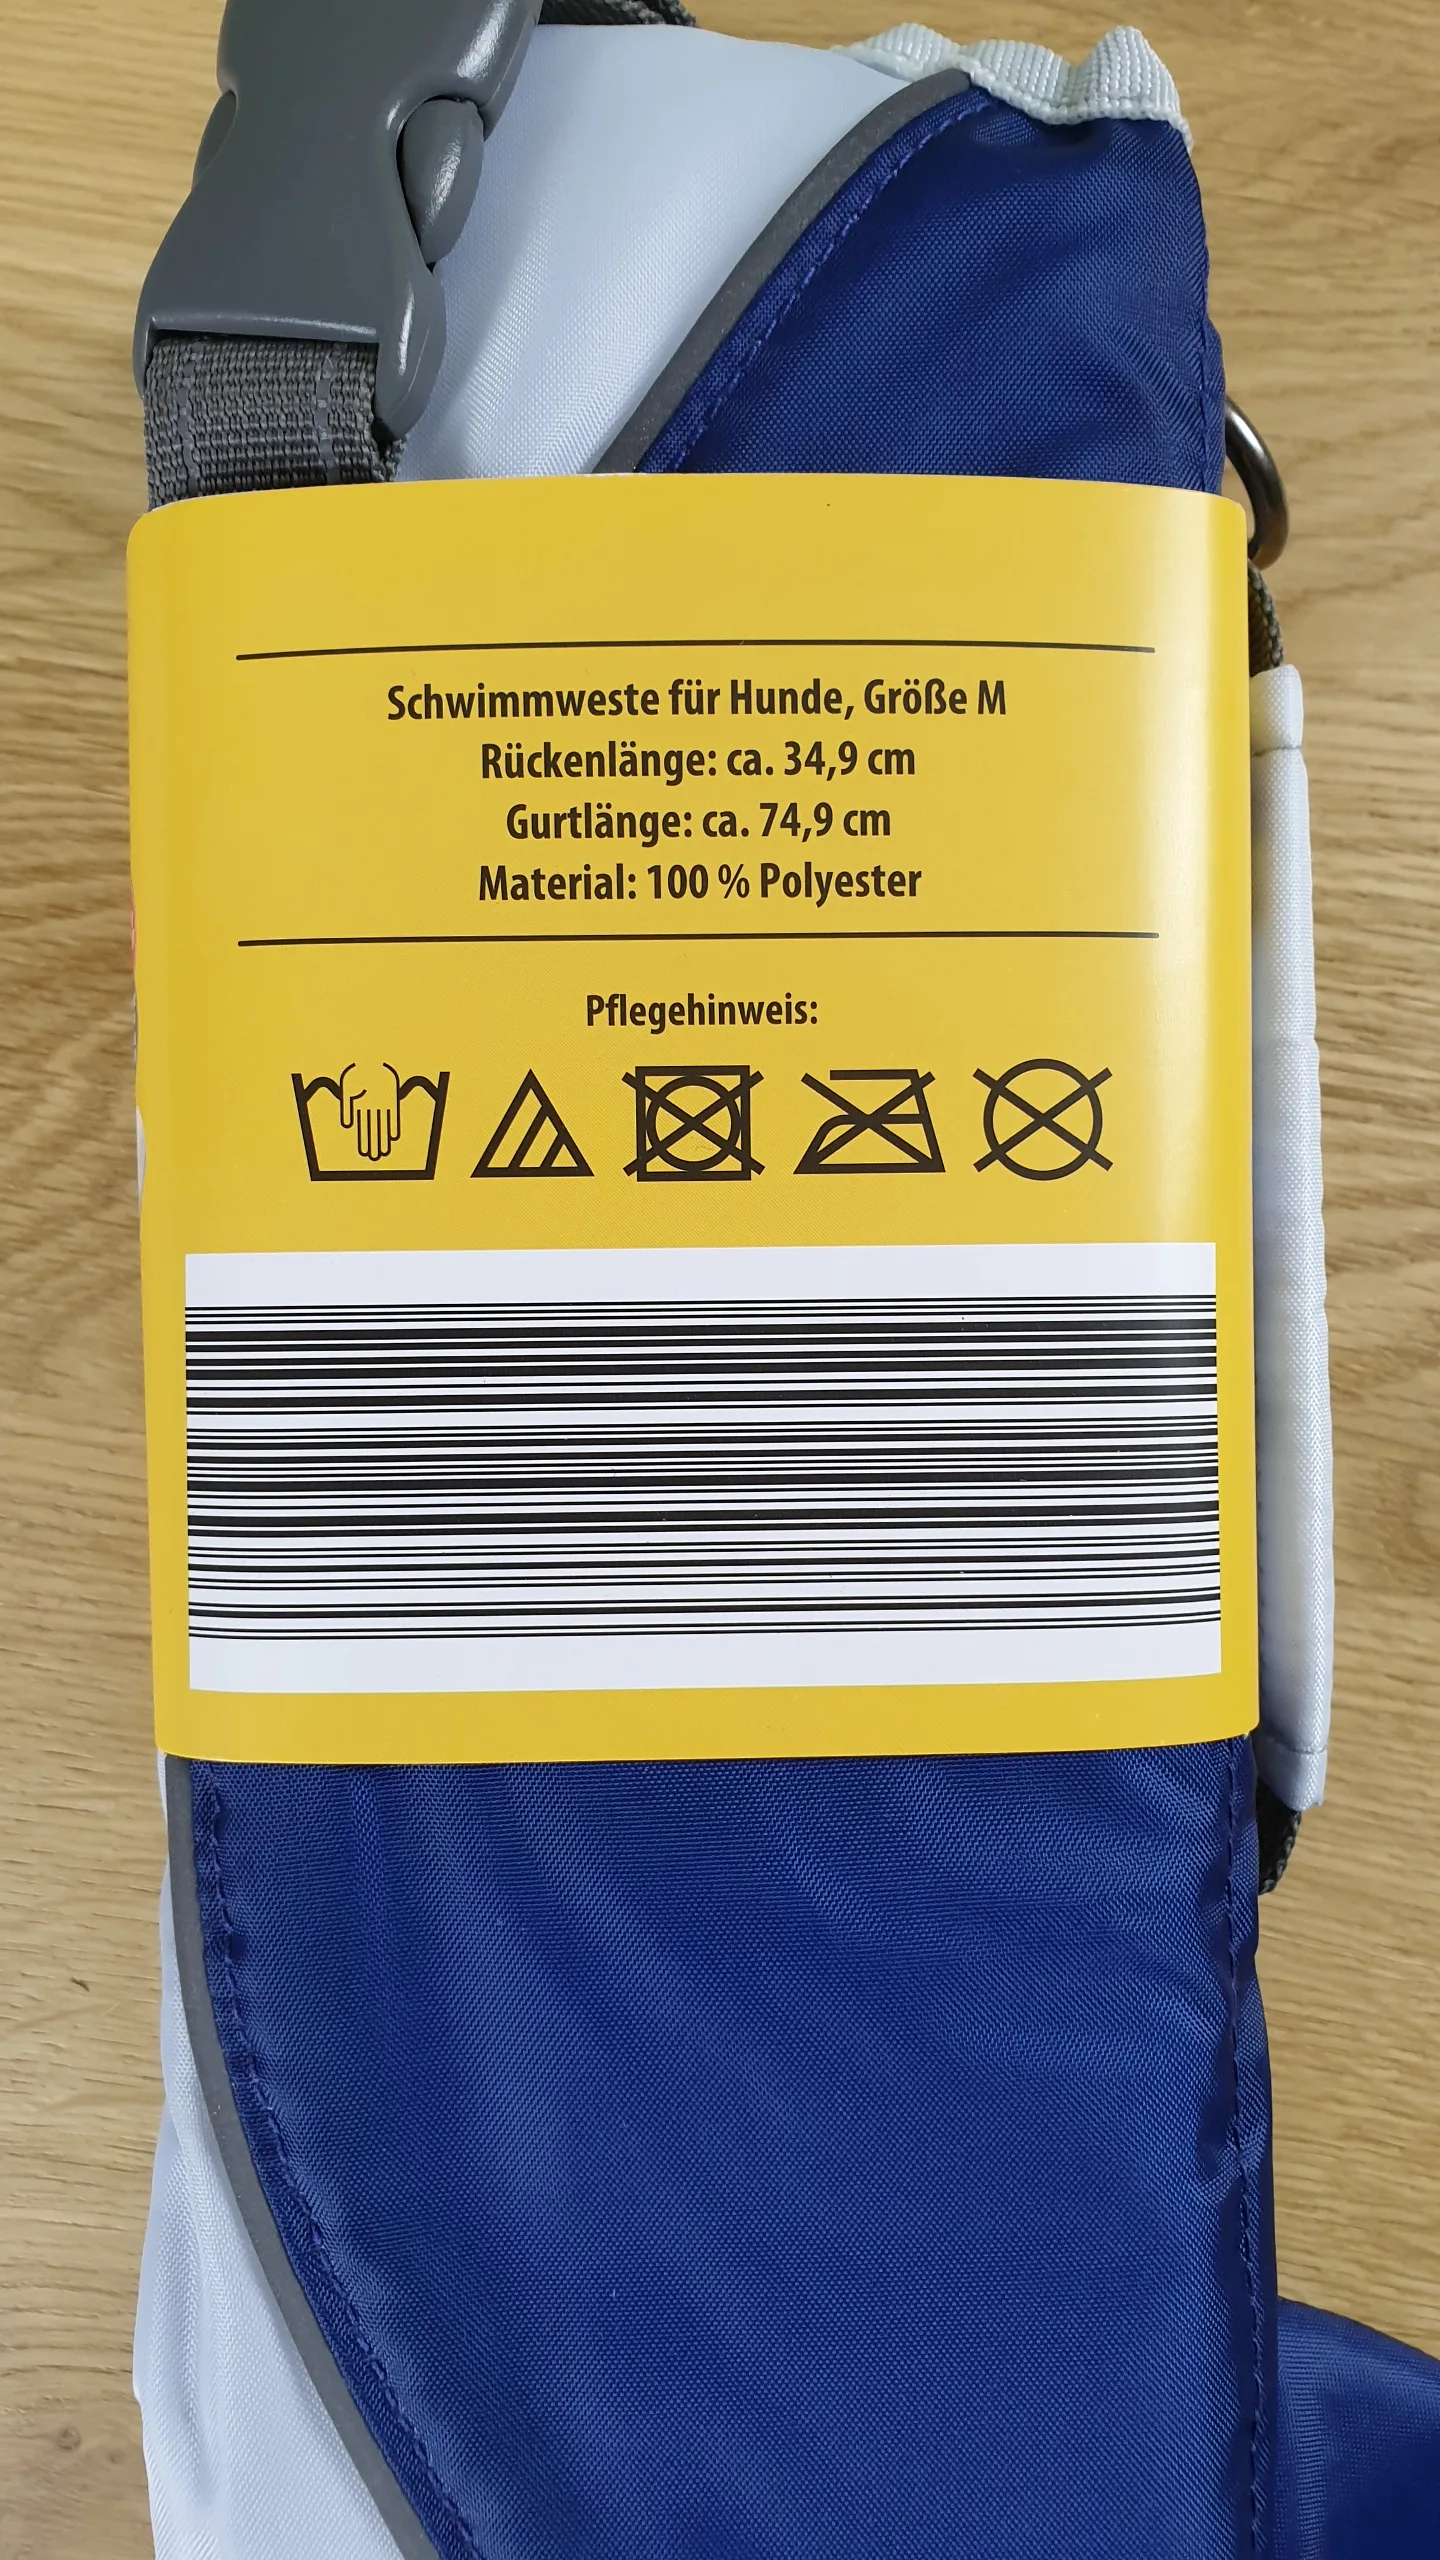 Schwimmweste für Hunde, Größe M
Rückenlänge: ca. 34,9 cm
Gurtlänge: ca. 74,9 cm
Material: 100 % Polyester
Pflegehinweis: